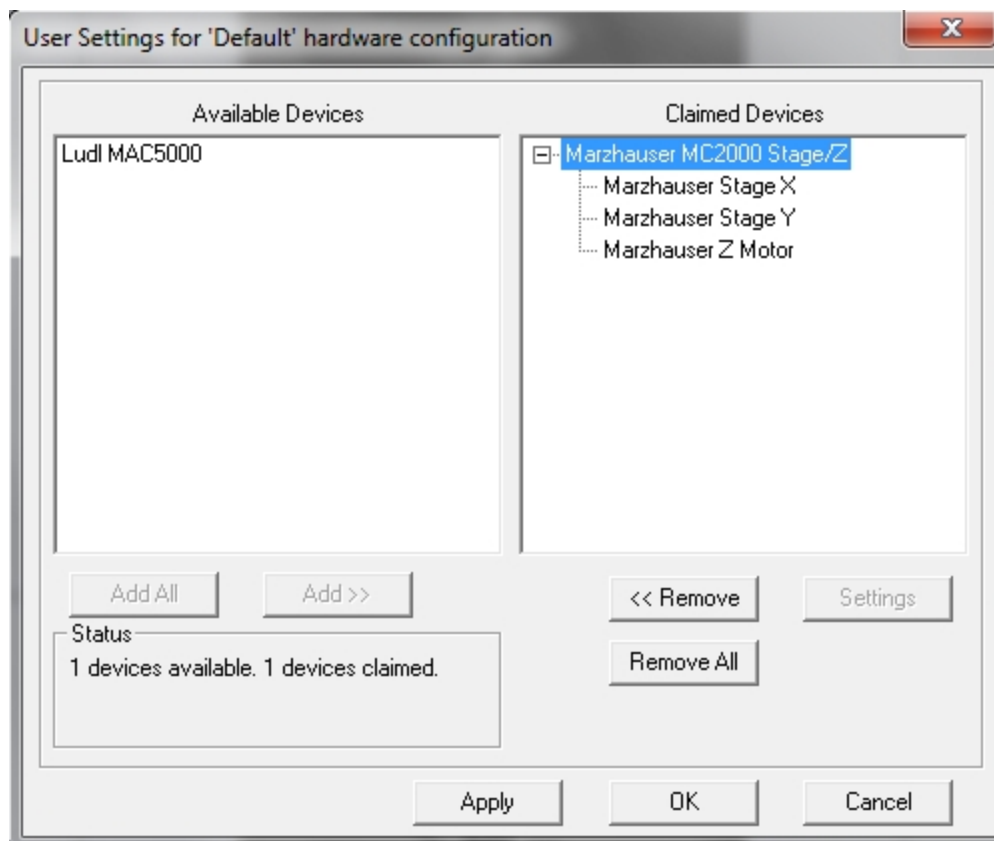 User Settings for 'Default' hardware configuration
Available Devices
Claimed Devices
Ludl MAC5000
Marzhauser MC2000 Stage/Z
Marzhauser Stage X
Marzhauser Stage Y
Marzhauser Z Motor
Add All
Add >>
<< Remove
Settings
Status
1 devices available. 1 devices claimed.
Remove All
Apply
OK
Cancel